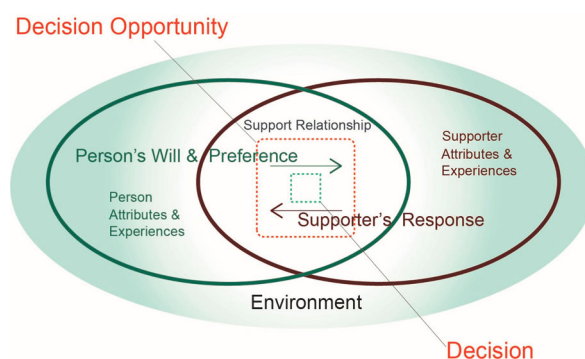 Decision Opportunity
Support Relationship
Person's Will & Preference
Supporter
Attributes &
Experiences
Person
Attributes &
Experiences
Supporter's Response
Environment
Decision